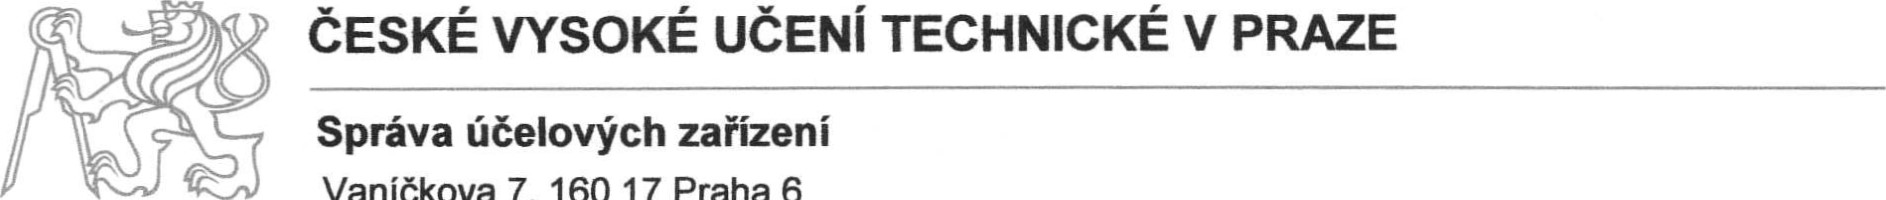 ČESKÉ VYSOKÉ UČENÍ TECHNICKÉ V PRAZE
Správa účelových zařízení
Vaníčkova 7, 160 17 Praha 6